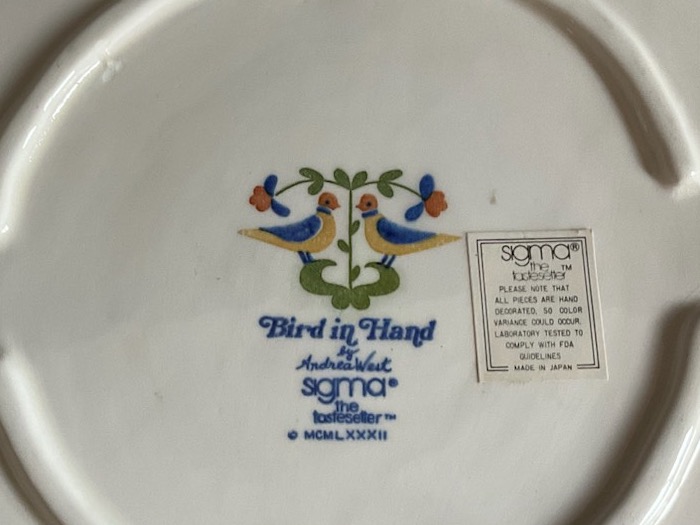 Bird in Hand
by
Andrea West
sigma®
the
tastesetter™
© MCMLXXXII
sigma®
the
tastesetter™
PLEASE NOTE THAT
ALL PIECES ARE HAND
DECORATED, SO COLOR
VARIANCE COULD OCCUR.
LABORATORY TESTED TO
COMPLY WITH FDA
GUIDELINES
MADE IN JAPAN